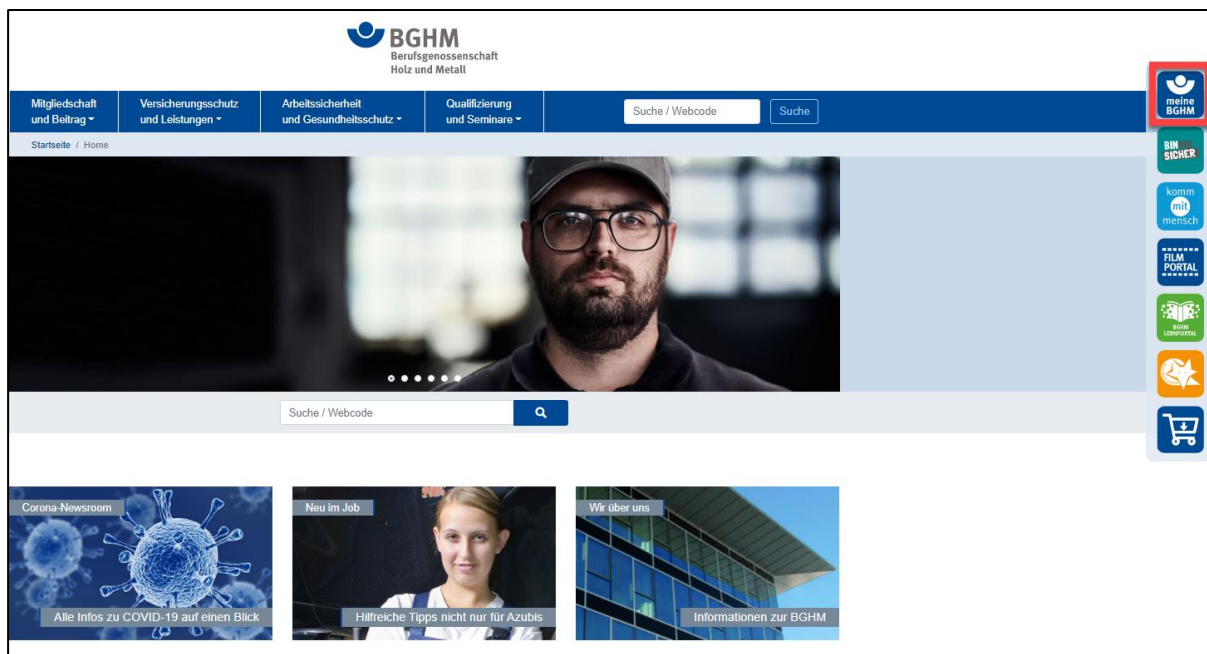 BGHM
Berufsgenossenschaft
Holz und Metall
Mitgliedschaft
und Beitrag
Versicherungsschutz
und Leistungen
Arbeitssicherheit
und Gesundheitsschutz
Qualifizierung
und Seminare
Suche / Webcode
Suche
Startseite / Home
meine
BGHM
BIN
SICHER
komm
mit
mensch
FILM
PORTAL
BGHM
LERNPORTAL
Suche / Webcode
Corona-Newsroom
Alle Infos zu COVID-19 auf einen Blick
Neu im Job
Hilfreiche Tipps nicht nur für Azubis
Wir über uns
Informationen zur BGHM